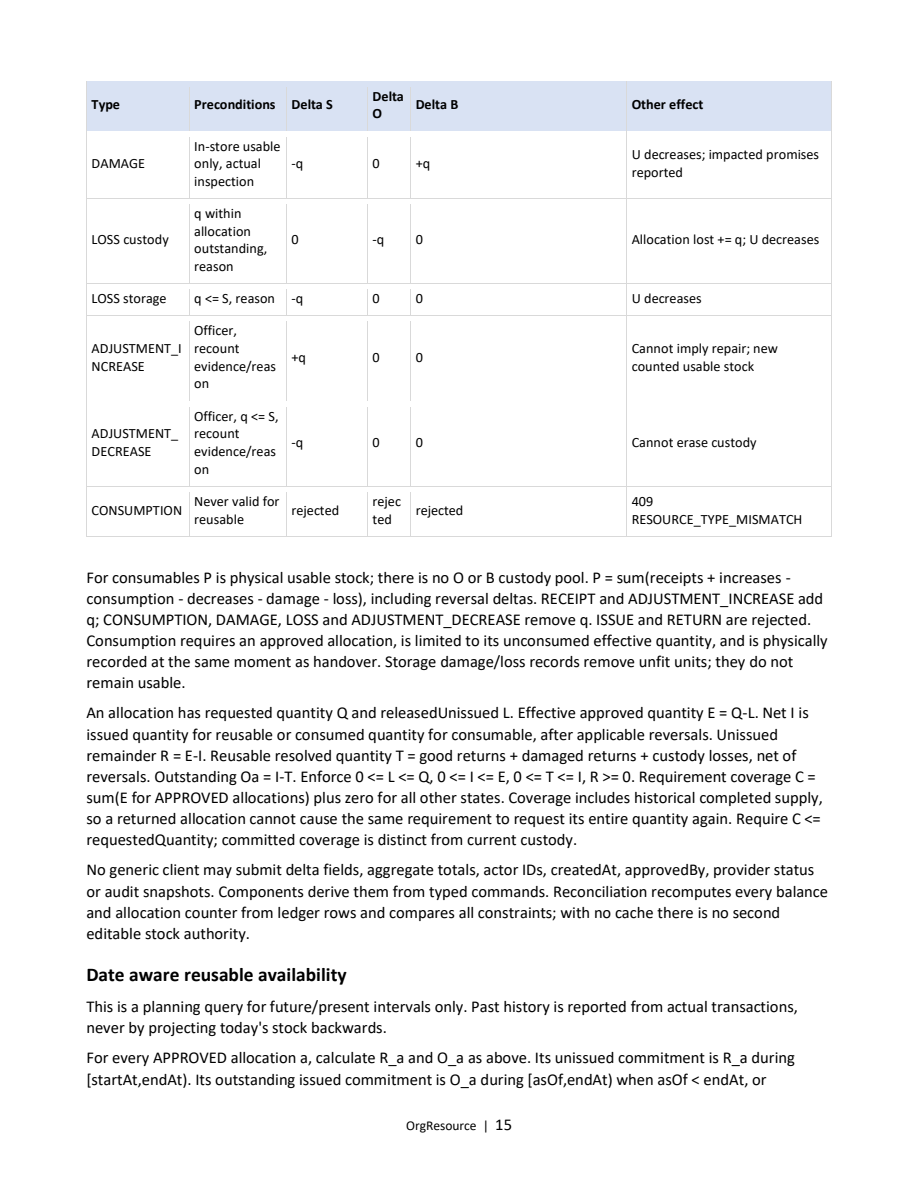 Type Preconditions Delta S Delta O Delta B Other effect
DAMAGE In-store usable only, actual inspection -q 0 +q U decreases; impacted promises reported
LOSS custody q within allocation outstanding, reason 0 -q 0 Allocation lost += q; U decreases
LOSS storage q <= S, reason -q 0 0 U decreases
ADJUSTMENT_INCREASE Officer, recount evidence/reason +q 0 0 Cannot imply repair; new counted usable stock
ADJUSTMENT_DECREASE Officer, q <= S, recount evidence/reason -q 0 0 Cannot erase custody
CONSUMPTION Never valid for reusable rejected rejected rejected 409 RESOURCE_TYPE_MISMATCH
For consumables P is physical usable stock; there is no O or B custody pool. P = sum(receipts + increases -
consumption - decreases - damage - loss), including reversal deltas. RECEIPT and ADJUSTMENT_INCREASE add
q; CONSUMPTION, DAMAGE, LOSS and ADJUSTMENT_DECREASE remove q. ISSUE and RETURN are rejected.
Consumption requires an approved allocation, is limited to its unconsumed effective quantity, and is physically
recorded at the same moment as handover. Storage damage/loss records remove unfit units; they do not
remain usable.
An allocation has requested quantity Q and releasedUnissued L. Effective approved quantity E = Q-L. Net I is
issued quantity for reusable or consumed quantity for consumable, after applicable reversals. Unissued
remainder R = E-I. Reusable resolved quantity T = good returns + damaged returns + custody losses, net of
reversals. Outstanding Oa = I-T. Enforce 0 <= L <= Q, 0 <= I <= E, 0 <= T <= I, R >= 0. Requirement coverage C =
sum(E for APPROVED allocations) plus zero for all other states. Coverage includes historical completed supply,
so a returned allocation cannot cause the same requirement to request its entire quantity again. Require C <=
requestedQuantity; committed coverage is distinct from current custody.
No generic client may submit delta fields, aggregate totals, actor IDs, createdAt, approvedBy, provider status
or audit snapshots. Components derive them from typed commands. Reconciliation recomputes every balance
and allocation counter from ledger rows and compares all constraints; with no cache there is no second
editable stock authority.
Date aware reusable availability
This is a planning query for future/present intervals only. Past history is reported from actual transactions,
never by projecting today's stock backwards.
For every APPROVED allocation a, calculate R_a and O_a as above. Its unissued commitment is R_a during
[startAt,endAt). Its outstanding issued commitment is O_a during [asOf,endAt) when asOf < endAt, or
OrgResource | 15